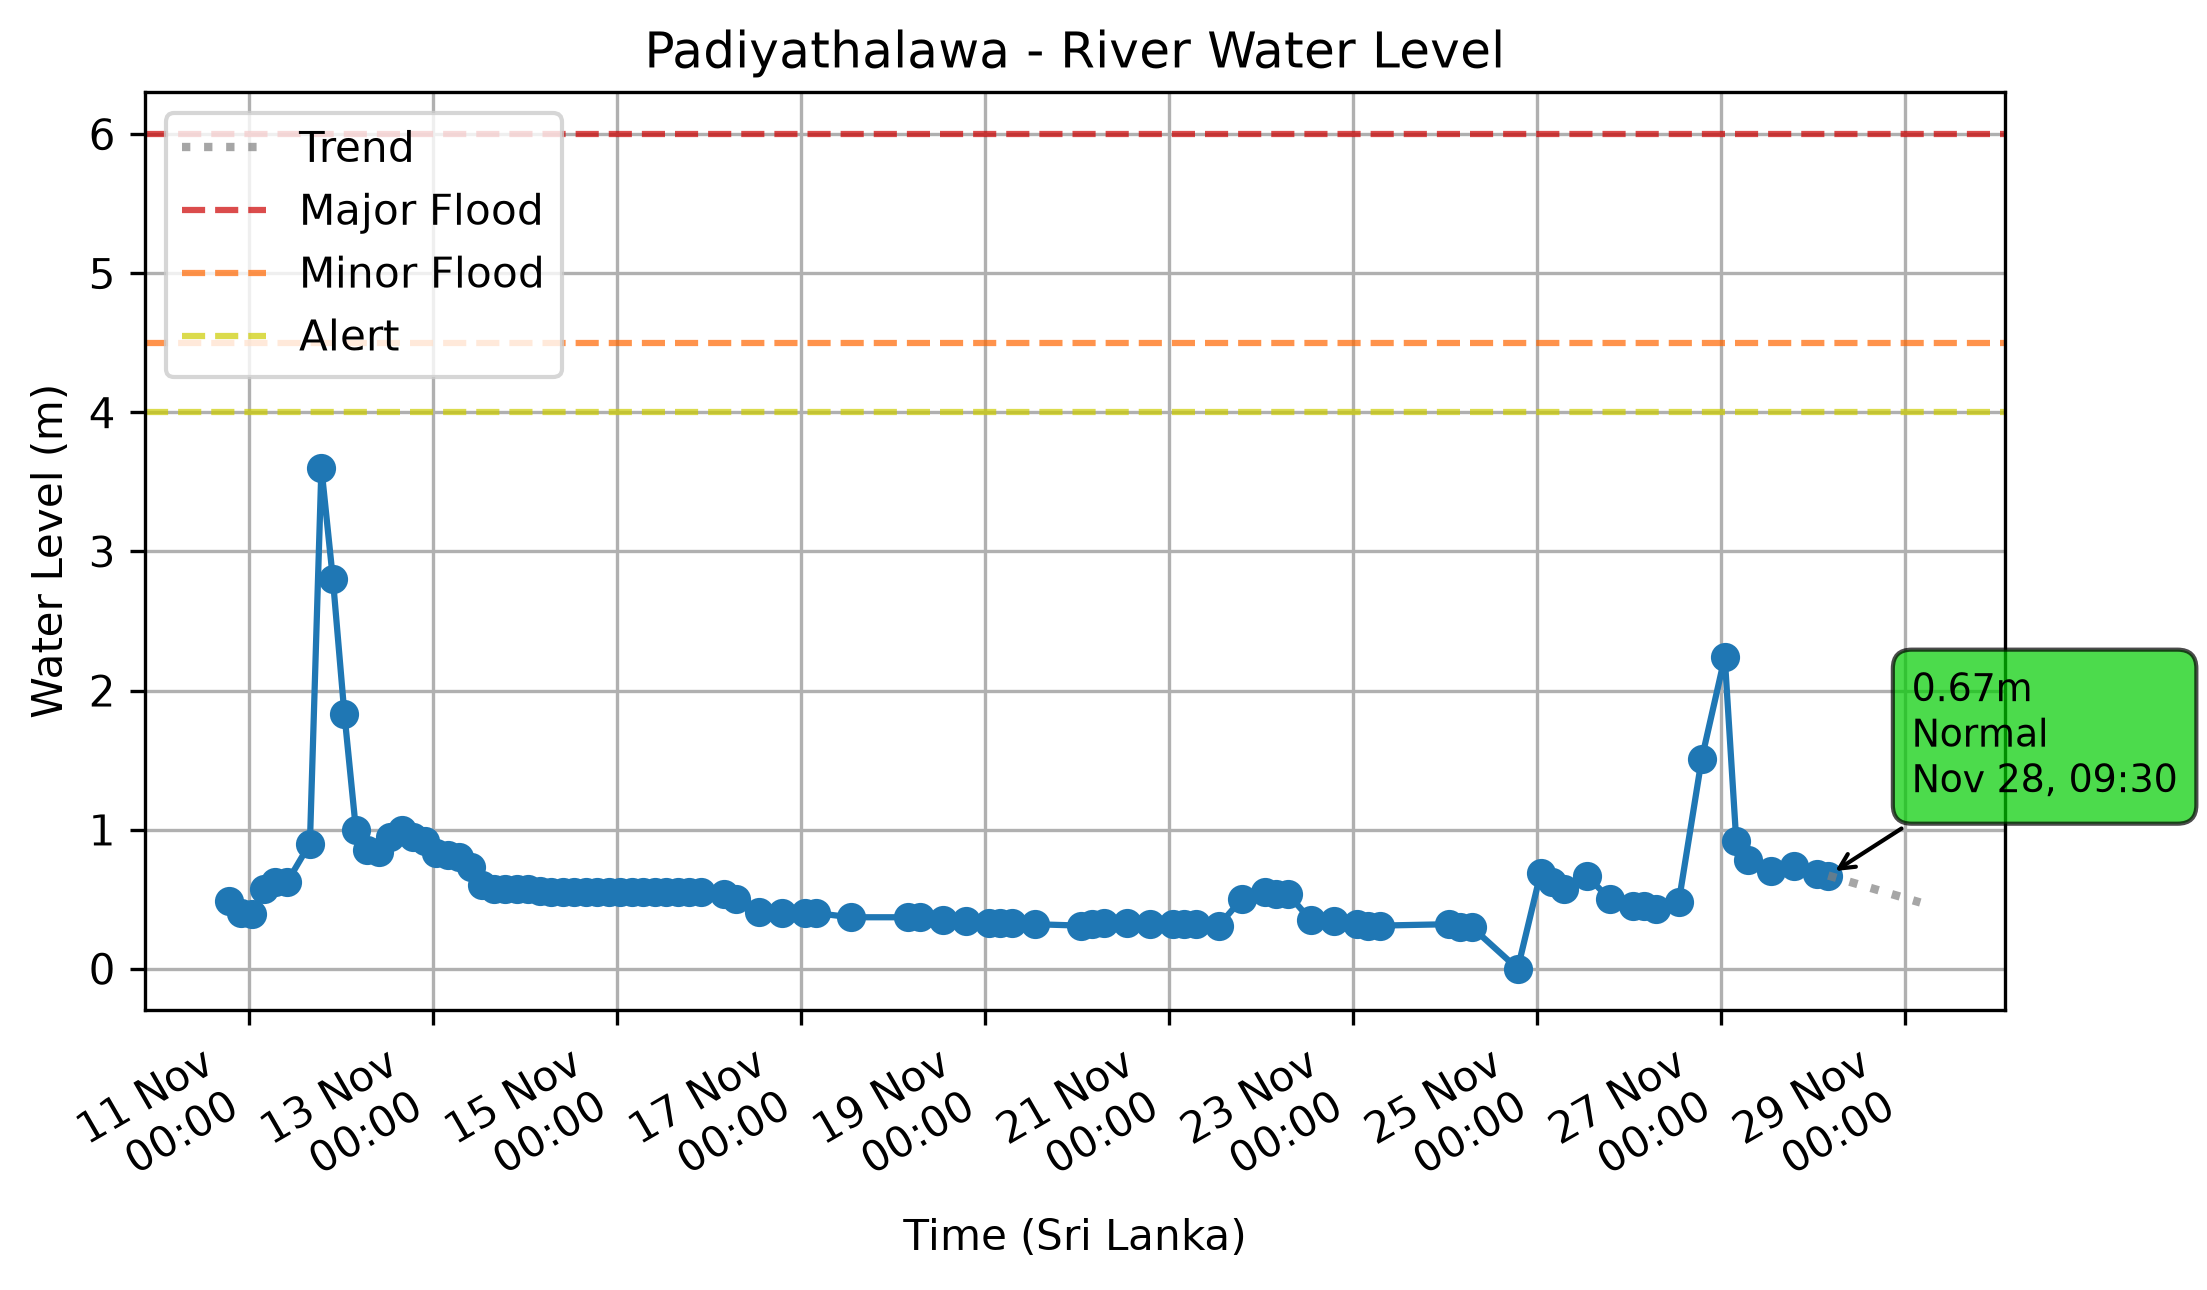 Padiyathalawa - River Water Level
Trend
Major Flood
Minor Flood
Alert
6
5
4
3
2
1
0
Water Level (m)
0.67m
Normal
Nov 28, 09:30
11 Nov
00:00
13 Nov
00:00
15 Nov
00:00
17 Nov
00:00
19 Nov
00:00
21 Nov
00:00
23 Nov
00:00
25 Nov
00:00
27 Nov
00:00
29 Nov
00:00
Time (Sri Lanka)